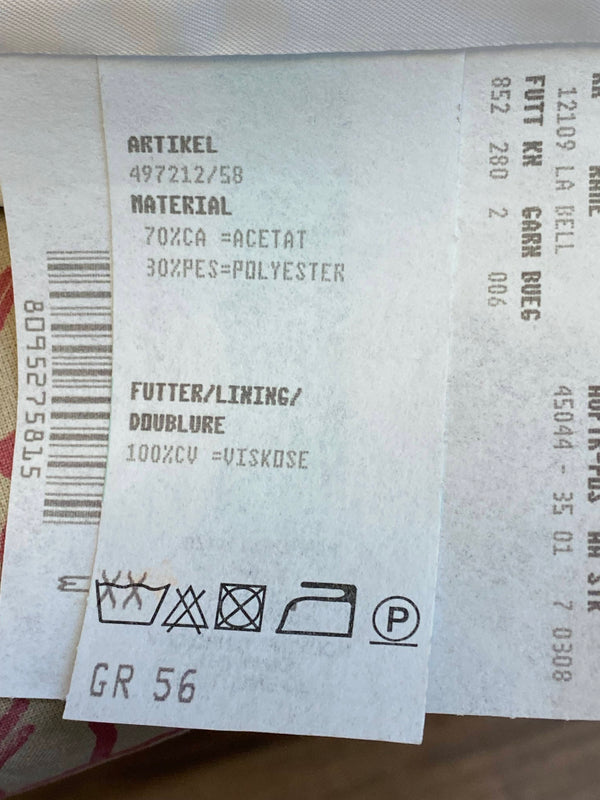 ARTIKEL
497212/58
MATERIAL
70%CA =ACETAT
30%PES=POLYESTER
FUTTER/LINING/
DOUBLURE
100%CV =VISKOSE
P
GR 56
8095275815
12109 LA BELL
FUTT KN GARN BUEG
852 280 2 006
45044 - 35 01 7 0308